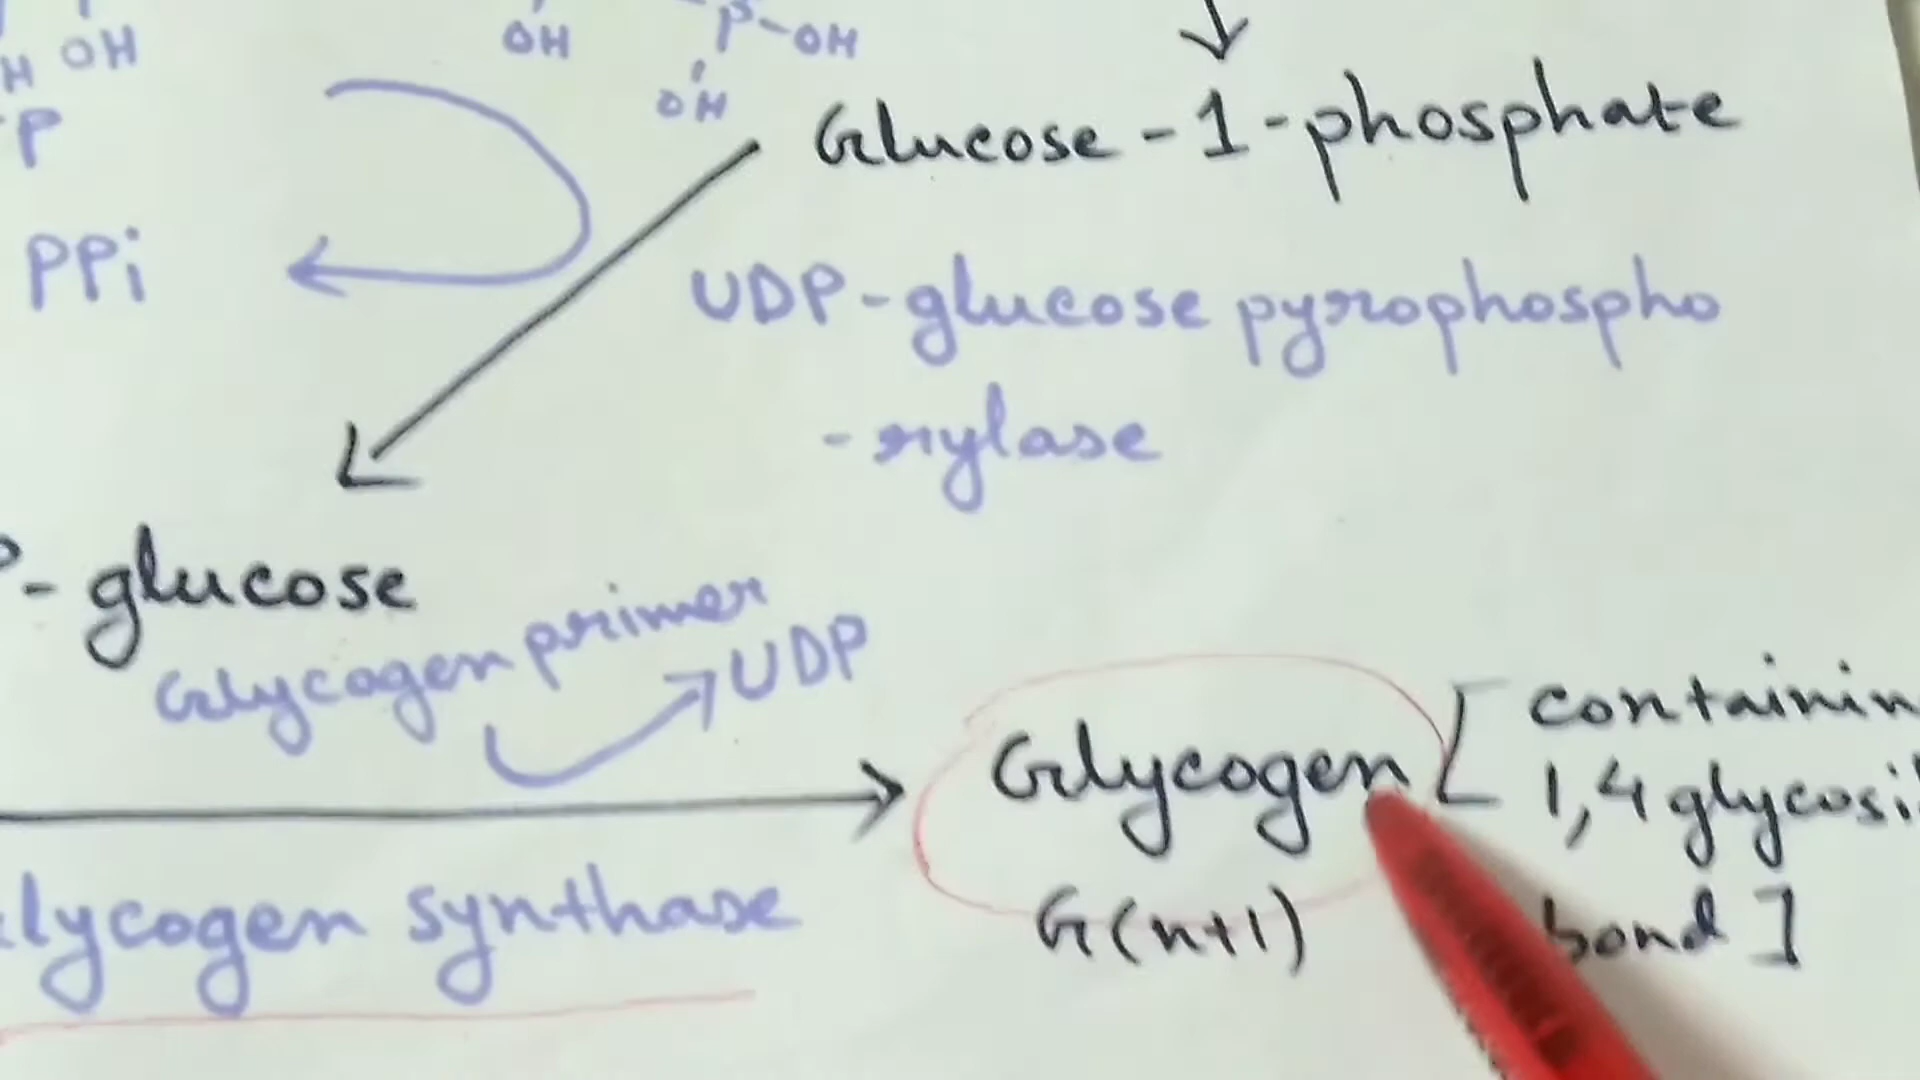 OH
OH
P-OH
H
OH
P
Glucose-1-phosphate
PPi
UDP-glucose pyrophospho
-rylase
P-glucose
Glycogen primer
UDP
Glycogen
[containin
1,4 glycosi
lycogen synthase
G(n+1)
bond]